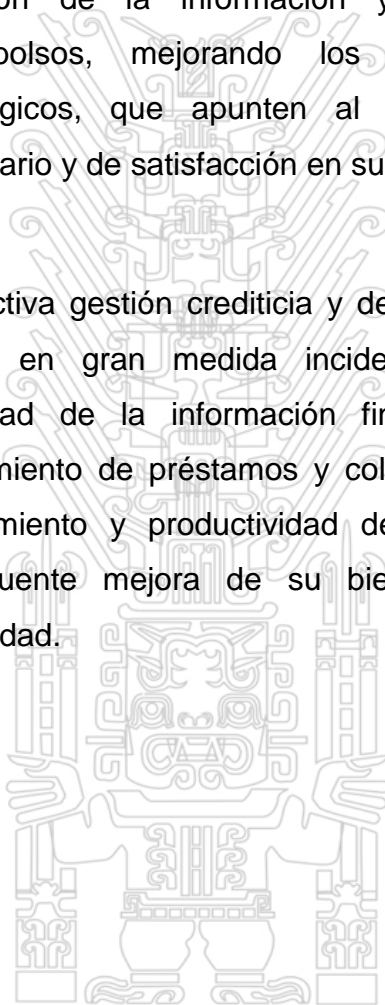 ón de la información y
bolsos, mejorando los
gicos, que apunten al
ario y de satisfacción en su
ctiva gestión crediticia y de
en gran medida incide
ad de la información fin
miento de préstamos y col
miento y productividad de
uente mejora de su bie
dad.